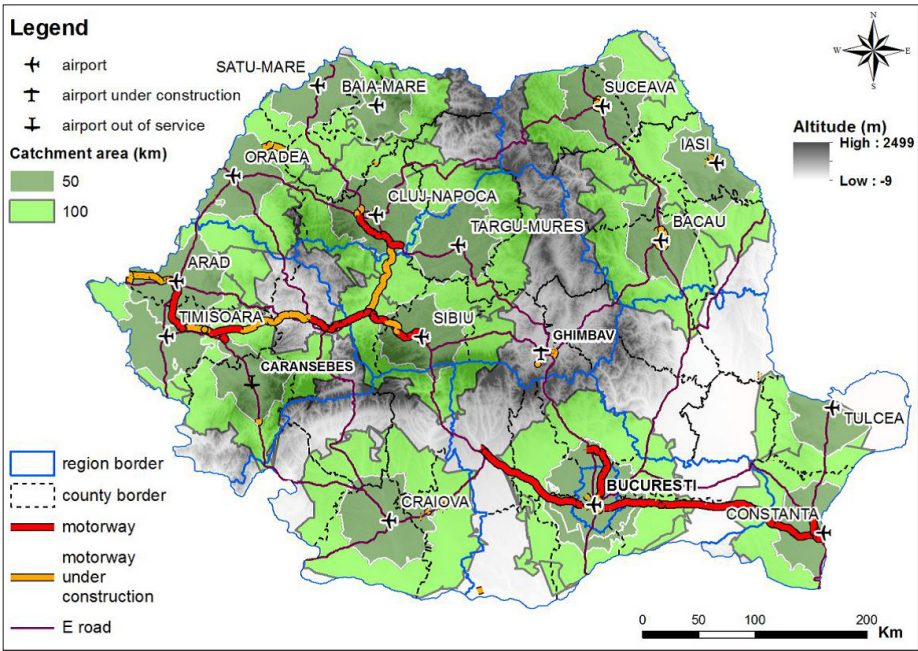 Legend
airport
airport under construction
airport out of service
Catchment area (km)
50
100
region border
county border
motorway
motorway
under
construction
E road
SATU-MARE
BAIA-MARE
SUCEAVA
ORADEA
IASI
CLUJ-NAPOCA
TARGU-MURES
BACAU
ARAD
TIMISOARA
SIBIU
GHIMBAV
CARANSEBES
TULCEA
BUCURESTI
CRAIOVA
CONSTANTA
N
W
E
S
Altitude (m)
High : 2499
Low : -9
0 50 100 200
Km